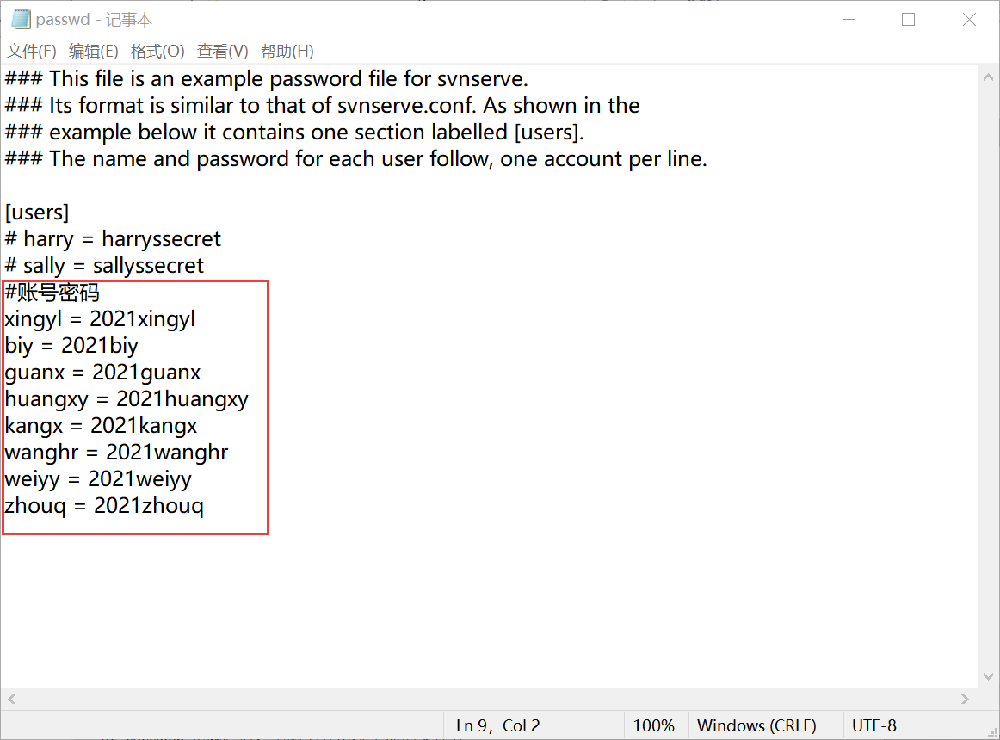 passwd - 记事本
文件(F) 编辑(E) 格式(O) 查看(V) 帮助(H)
### This file is an example password file for svnserve.
### Its format is similar to that of svnserve.conf. As shown in the
### example below it contains one section labelled [users].
### The name and password for each user follow, one account per line.
[users]
# harry = harryssecret
# sally = sallyssecret
#账号密码
xingyl = 2021xingyl
biy = 2021biy
guanx = 2021guanx
huangxy = 2021huangxy
kangx = 2021kangx
wanghr = 2021wanghr
weiyy = 2021weiyy
zhouq = 2021zhouq
Ln 9, Col 2 100% Windows (CRLF) UTF-8